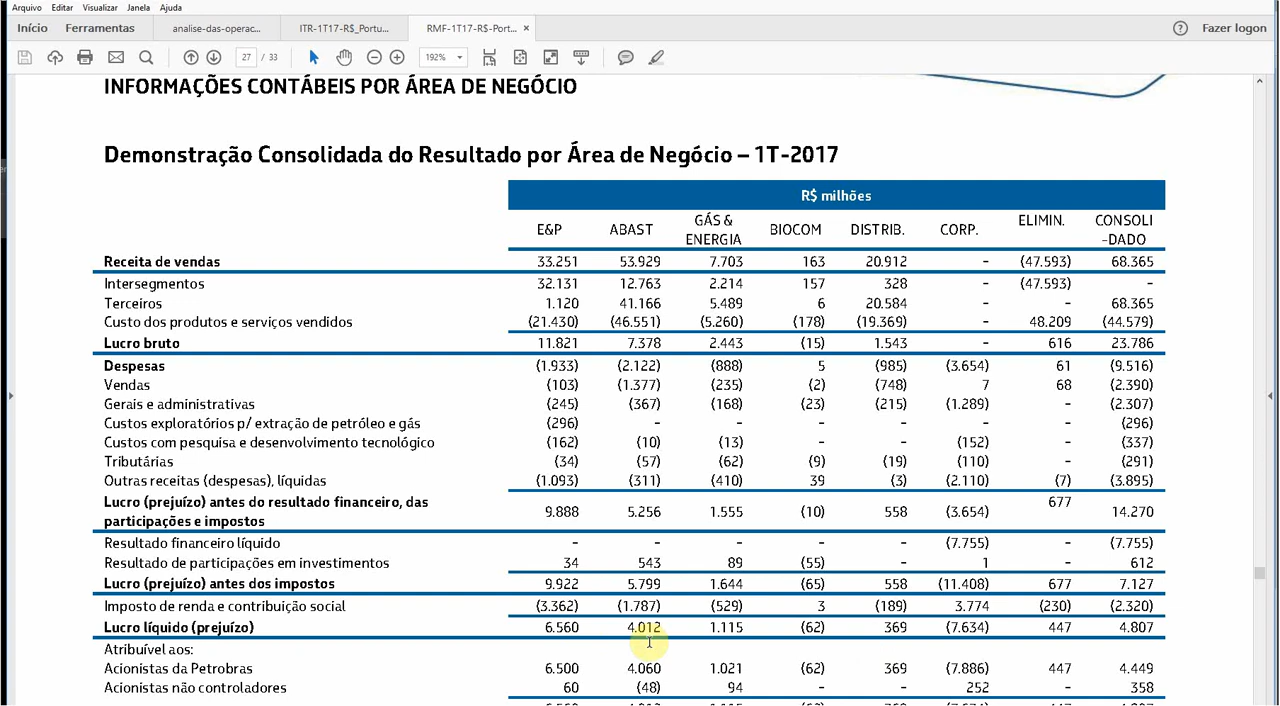 Arquivo Editar Visualizar Janela Ajuda
Início Ferramentas analise-das-operac... ITR-1T17-R$_Portu... RMF-1T17-R$-Port... × ? Fazer logon
27 / 33 192%
INFORMAÇÕES CONTÁBEIS POR ÁREA DE NEGÓCIO
Demonstração Consolidada do Resultado por Área de Negócio – 1T-2017
R$ milhões
E&P ABAST GÁS & ENERGIA BIOCOM DISTRIB. CORP. ELIMIN. CONSOLI-DADO
Receita de vendas 33.251 53.929 7.703 163 20.912 - (47.593) 68.365
Intersegmentos 32.131 12.763 2.214 157 328 (47.593) -
Terceiros 1.120 41.166 5.489 6 20.584 - - 68.365
Custo dos produtos e serviços vendidos (21.430) (46.551) (5.260) (178) (19.369) - 48.209 (44.579)
Lucro bruto 11.821 7.378 2.443 (15) 1.543 - 616 23.786
Despesas (1.933) (2.122) (888) 5 (985) (3.654) 61 (9.516)
Vendas (103) (1.377) (235) (2) (748) 7 68 (2.390)
Gerais e administrativas (245) (367) (168) (23) (215) (1.289) - (2.307)
Custos exploratórios p/ extração de petróleo e gás (296) - - - - - - (296)
Custos com pesquisa e desenvolvimento tecnológico (162) (10) (13) - - (152) - (337)
Tributárias (34) (57) (62) (9) (19) (110) - (291)
Outras receitas (despesas), líquidas (1.093) (311) (410) 39 (3) (2.110) (7) (3.895)
Lucro (prejuízo) antes do resultado financeiro, das
participações e impostos 9.888 5.256 1.555 (10) 558 (3.654) 677 14.270
Resultado financeiro líquido - - - - - (7.755) - (7.755)
Resultado de participações em investimentos 34 543 89 (55) - 1 - 612
Lucro (prejuízo) antes dos impostos 9.922 5.799 1.644 (65) 558 (11.408) 677 7.127
Imposto de renda e contribuição social (3.362) (1.787) (529) 3 (189) 3.774 (230) (2.320)
Lucro líquido (prejuízo) 6.560 4.012 1.115 (62) 369 (7.634) 447 4.807
Atribuível aos:
Acionistas da Petrobras 6.500 4.060 1.021 (62) 369 (7.886) 447 4.449
Acionistas não controladores 60 (48) 94 - - 252 - 358